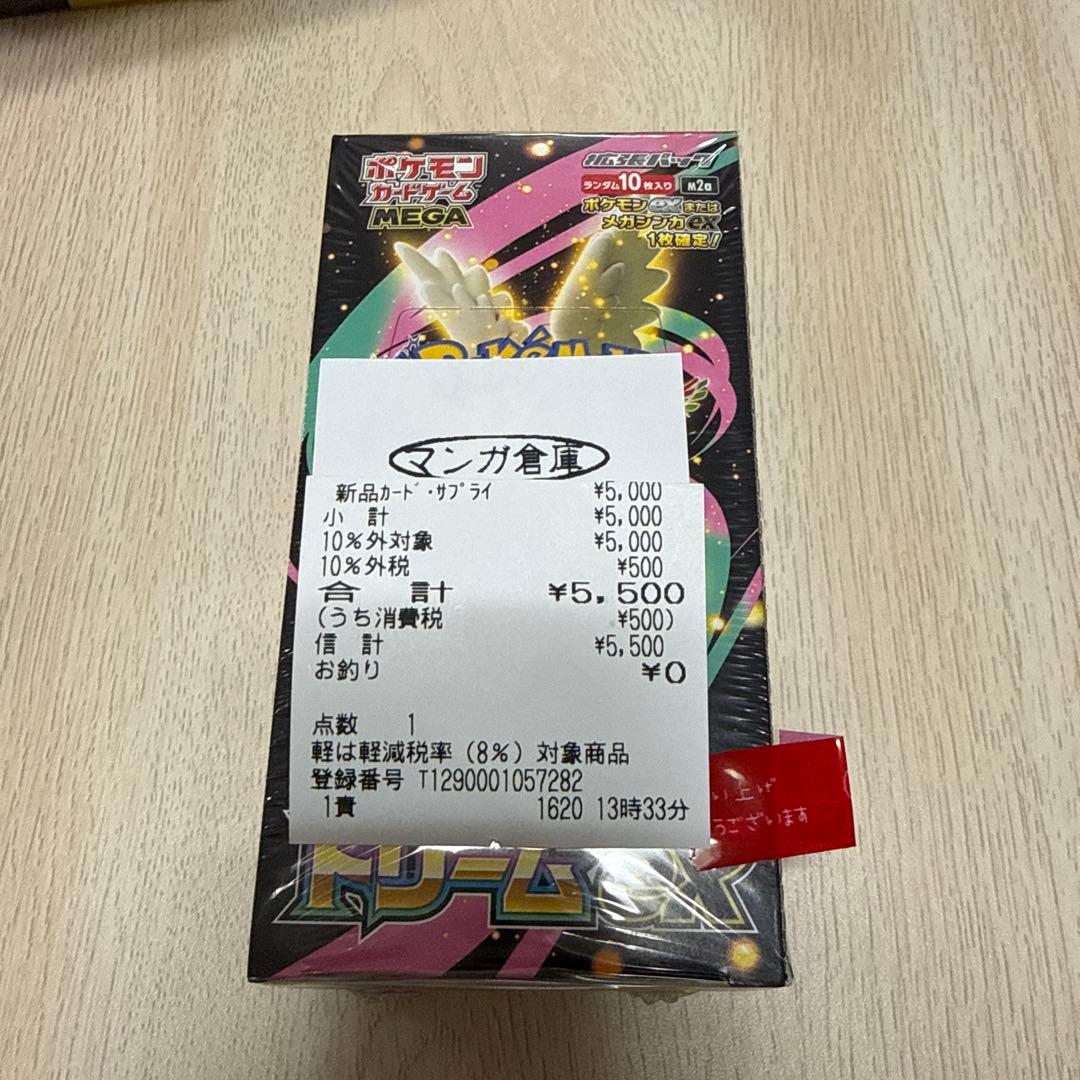 ポケモン
カードゲーム
MEGA
拡張パック
ランダム10枚入り M2a
ポケモンexまたは
メガシンカex
1枚確定!
マンガ倉庫
新品ｶｰﾄﾞ･ｻﾌﾟﾗｲ ¥5,000
小計 ¥5,000
10%外対象 ¥5,000
10%外税 ¥500
合計 ¥5,500
(うち消費税 ¥500)
信計 ¥5,500
お釣り ¥0
点数 1
軽は軽減税率(8%)対象商品
登録番号 T1290001057282
1責 1620 13時33分
い上げ
うございます
ドリームex